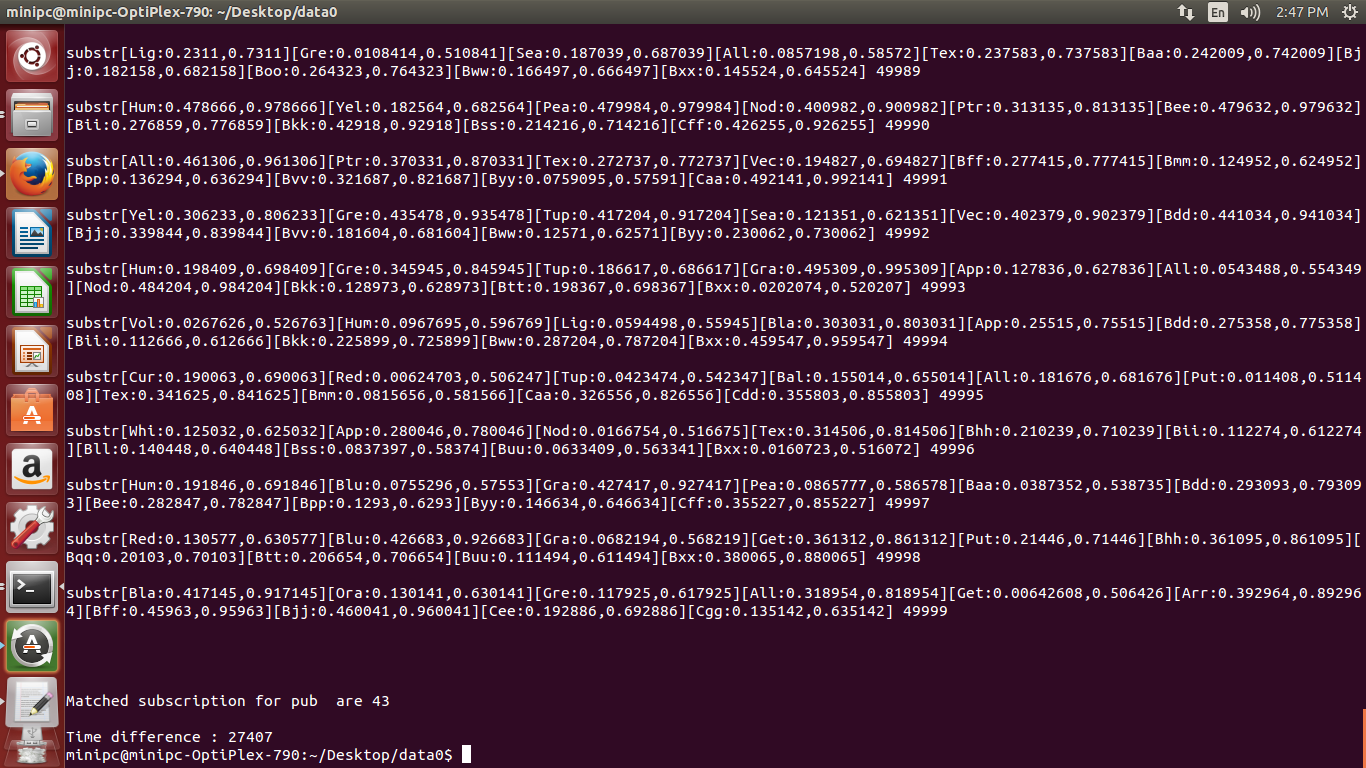 minipc@minipc-OptiPlex-790: ~/Desktop/data0
En
2:47 PM
substr[Lig:0.2311,0.7311][Gre:0.0108414,0.510841][Sea:0.187039,0.687039][All:0.0857198,0.58572][Tex:0.237583,0.737583][Baa:0.242009,0.742009][Bj
j:0.182158,0.682158][Boo:0.264323,0.764323][Bww:0.166497,0.666497][Bxx:0.145524,0.645524] 49989
substr[Hum:0.478666,0.978666][Yel:0.182564,0.682564][Pea:0.479984,0.979984][Nod:0.400982,0.900982][Ptr:0.313135,0.813135][Bee:0.479632,0.979632]
[Bii:0.276859,0.776859][Bkk:0.42918,0.92918][Bss:0.214216,0.714216][Cff:0.426255,0.926255] 49990
substr[All:0.461306,0.961306][Ptr:0.370331,0.870331][Tex:0.272737,0.772737][Vec:0.194827,0.694827][Bff:0.277415,0.777415][Bmm:0.124952,0.624952]
[Bpp:0.136294,0.636294][Bvv:0.321687,0.821687][Byy:0.0759095,0.57591][Caa:0.492141,0.992141] 49991
substr[Yel:0.306233,0.806233][Gre:0.435478,0.935478][Tup:0.417204,0.917204][Sea:0.121351,0.621351][Vec:0.402379,0.902379][Bdd:0.441034,0.941034]
[Bjj:0.339844,0.839844][Bvv:0.181604,0.681604][Bww:0.12571,0.62571][Byy:0.230062,0.730062] 49992
substr[Hum:0.198409,0.698409][Gre:0.345945,0.845945][Tup:0.186617,0.686617][Gra:0.495309,0.995309][App:0.127836,0.627836][All:0.0543488,0.554349
][Nod:0.484204,0.984204][Bkk:0.128973,0.628973][Btt:0.198367,0.698367][Bxx:0.0202074,0.520207] 49993
substr[Vol:0.0267626,0.526763][Hum:0.0967695,0.596769][Lig:0.0594498,0.55945][Bla:0.303031,0.803031][App:0.25515,0.75515][Bdd:0.275358,0.775358]
[Bii:0.112666,0.612666][Bkk:0.225899,0.725899][Bww:0.287204,0.787204][Bxx:0.459547,0.959547] 49994
substr[Cur:0.190063,0.690063][Red:0.00624703,0.506247][Tup:0.0423474,0.542347][Bal:0.155014,0.655014][All:0.181676,0.681676][Put:0.011408,0.5114
08][Tex:0.341625,0.841625][Bmm:0.0815656,0.581566][Caa:0.326556,0.826556][Cdd:0.355803,0.855803] 49995
substr[Whi:0.125032,0.625032][App:0.280046,0.780046][Nod:0.0166754,0.516675][Tex:0.314506,0.814506][Bhh:0.210239,0.710239][Bii:0.112274,0.612274
][Bll:0.140448,0.640448][Bss:0.0837397,0.58374][Buu:0.0633409,0.563341][Bxx:0.0160723,0.516072] 49996
substr[Hum:0.191846,0.691846][Blu:0.0755296,0.57553][Gra:0.427417,0.927417][Pea:0.0865777,0.586578][Baa:0.0387352,0.538735][Bdd:0.293093,0.79309
3][Bee:0.282847,0.782847][Bpp:0.1293,0.6293][Byy:0.146634,0.646634][Cff:0.355227,0.855227] 49997
substr[Red:0.130577,0.630577][Blu:0.426683,0.926683][Gra:0.0682194,0.568219][Get:0.361312,0.861312][Put:0.21446,0.71446][Bhh:0.361095,0.861095][
Bqq:0.20103,0.70103][Btt:0.206654,0.706654][Buu:0.111494,0.611494][Bxx:0.380065,0.880065] 49998
substr[Bla:0.417145,0.917145][Ora:0.130141,0.630141][Gre:0.117925,0.617925][All:0.318954,0.818954][Get:0.00642608,0.506426][Arr:0.392964,0.89296
4][Bff:0.45963,0.95963][Bjj:0.460041,0.960041][Cee:0.192886,0.692886][Cgg:0.135142,0.635142] 49999
Matched subscription for pub  are 43
Time difference : 27407
minipc@minipc-OptiPlex-790:~/Desktop/data0$